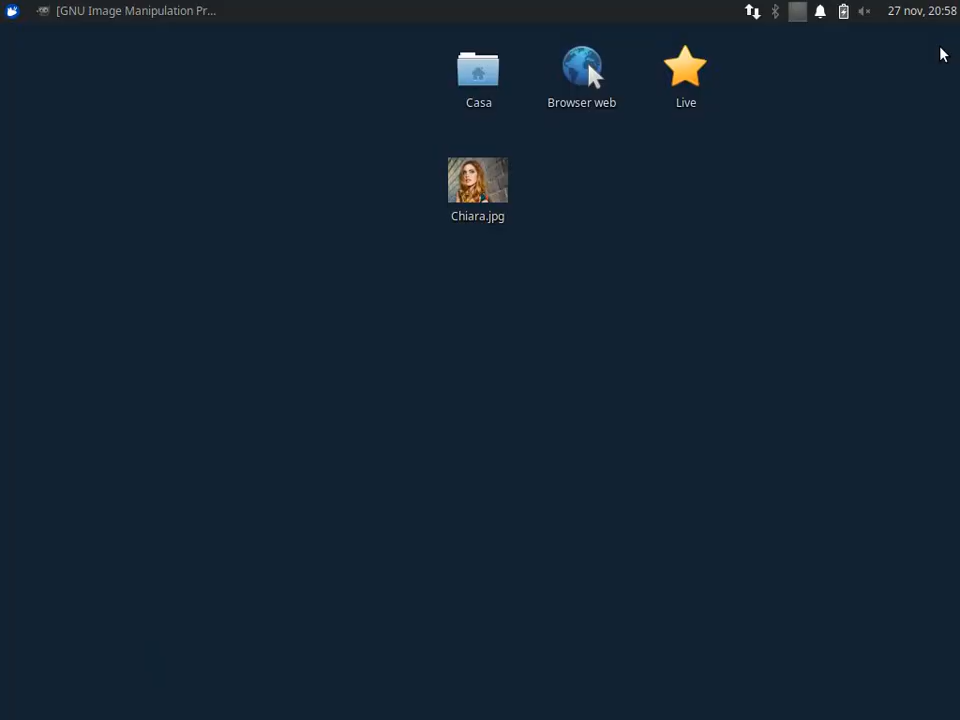 [GNU Image Manipulation Pr...
27 nov, 20:58
Casa
Browser web
Live
Chiara.jpg